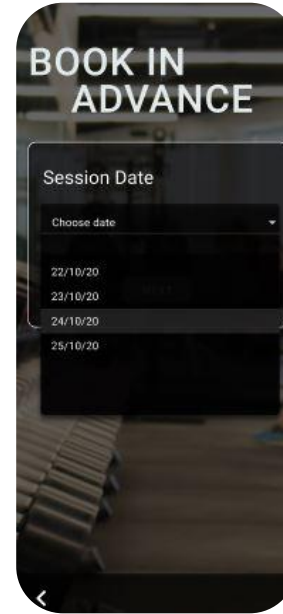 BOOK IN
ADVANCE
Session Date
Choose date
22/10/20
23/10/20
24/10/20
25/10/20